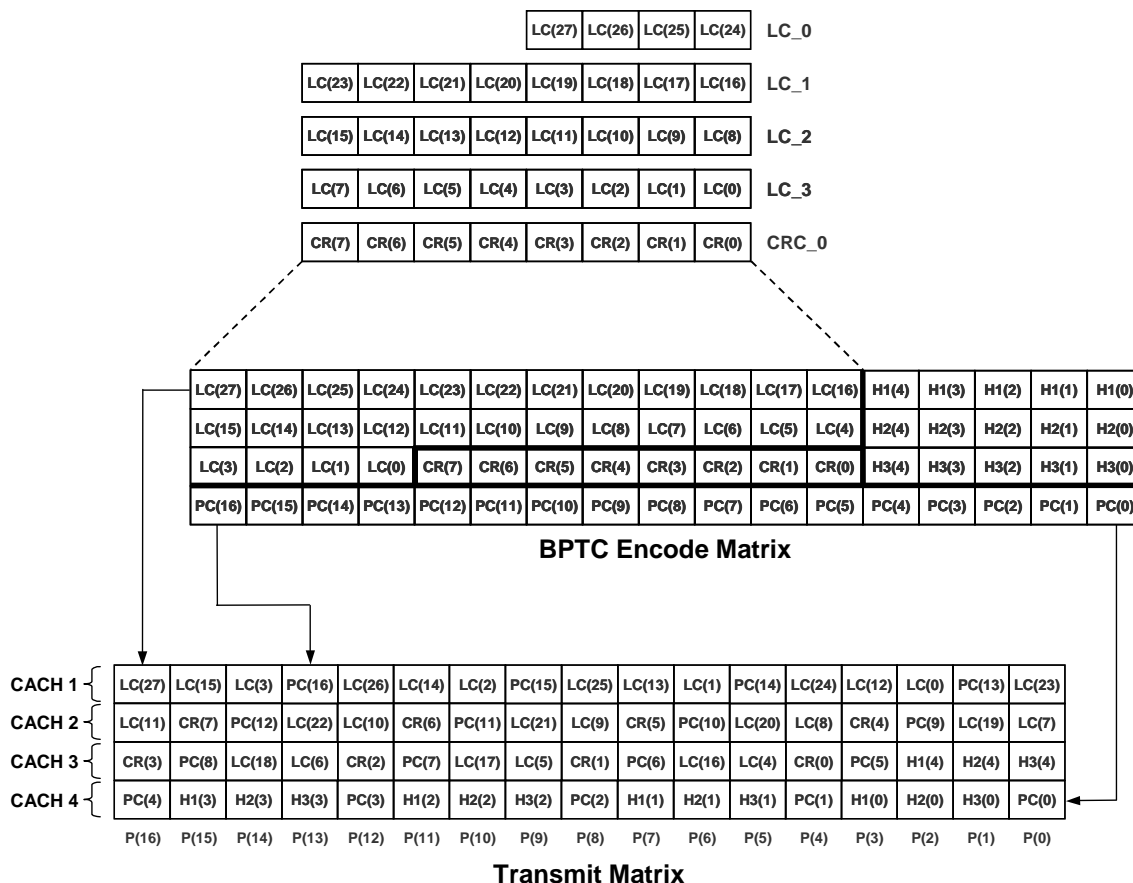 LC(27) LC(26) LC(25) LC(24) LC_0
LC(23) LC(22) LC(21) LC(20) LC(19) LC(18) LC(17) LC(16) LC_1
LC(15) LC(14) LC(13) LC(12) LC(11) LC(10) LC(9) LC(8) LC_2
LC(7) LC(6) LC(5) LC(4) LC(3) LC(2) LC(1) LC(0) LC_3
CR(7) CR(6) CR(5) CR(4) CR(3) CR(2) CR(1) CR(0) CRC_0
LC(27) LC(26) LC(25) LC(24) LC(23) LC(22) LC(21) LC(20) LC(19) LC(18) LC(17) LC(16) H1(4) H1(3) H1(2) H1(1) H1(0)
LC(15) LC(14) LC(13) LC(12) LC(11) LC(10) LC(9) LC(8) LC(7) LC(6) LC(5) LC(4) H2(4) H2(3) H2(2) H2(1) H2(0)
LC(3) LC(2) LC(1) LC(0) CR(7) CR(6) CR(5) CR(4) CR(3) CR(2) CR(1) CR(0) H3(4) H3(3) H3(2) H3(1) H3(0)
PC(16) PC(15) PC(14) PC(13) PC(12) PC(11) PC(10) PC(9) PC(8) PC(7) PC(6) PC(5) PC(4) PC(3) PC(2) PC(1) PC(0)
BPTC Encode Matrix
CACH 1 LC(27) LC(15) LC(3) PC(16) LC(26) LC(14) LC(2) PC(15) LC(25) LC(13) LC(1) PC(14) LC(24) LC(12) LC(0) PC(13) LC(23)
CACH 2 LC(11) CR(7) PC(12) LC(22) LC(10) CR(6) PC(11) LC(21) LC(9) CR(5) PC(10) LC(20) LC(8) CR(4) PC(9) LC(19) LC(7)
CACH 3 CR(3) PC(8) LC(18) LC(6) CR(2) PC(7) LC(17) LC(5) CR(1) PC(6) LC(16) LC(4) CR(0) PC(5) H1(4) H2(4) H3(4)
CACH 4 PC(4) H1(3) H2(3) H3(3) PC(3) H1(2) H2(2) H3(2) PC(2) H1(1) H2(1) H3(1) PC(1) H1(0) H2(0) H3(0) PC(0)
P(16) P(15) P(14) P(13) P(12) P(11) P(10) P(9) P(8) P(7) P(6) P(5) P(4) P(3) P(2) P(1) P(0)
Transmit Matrix